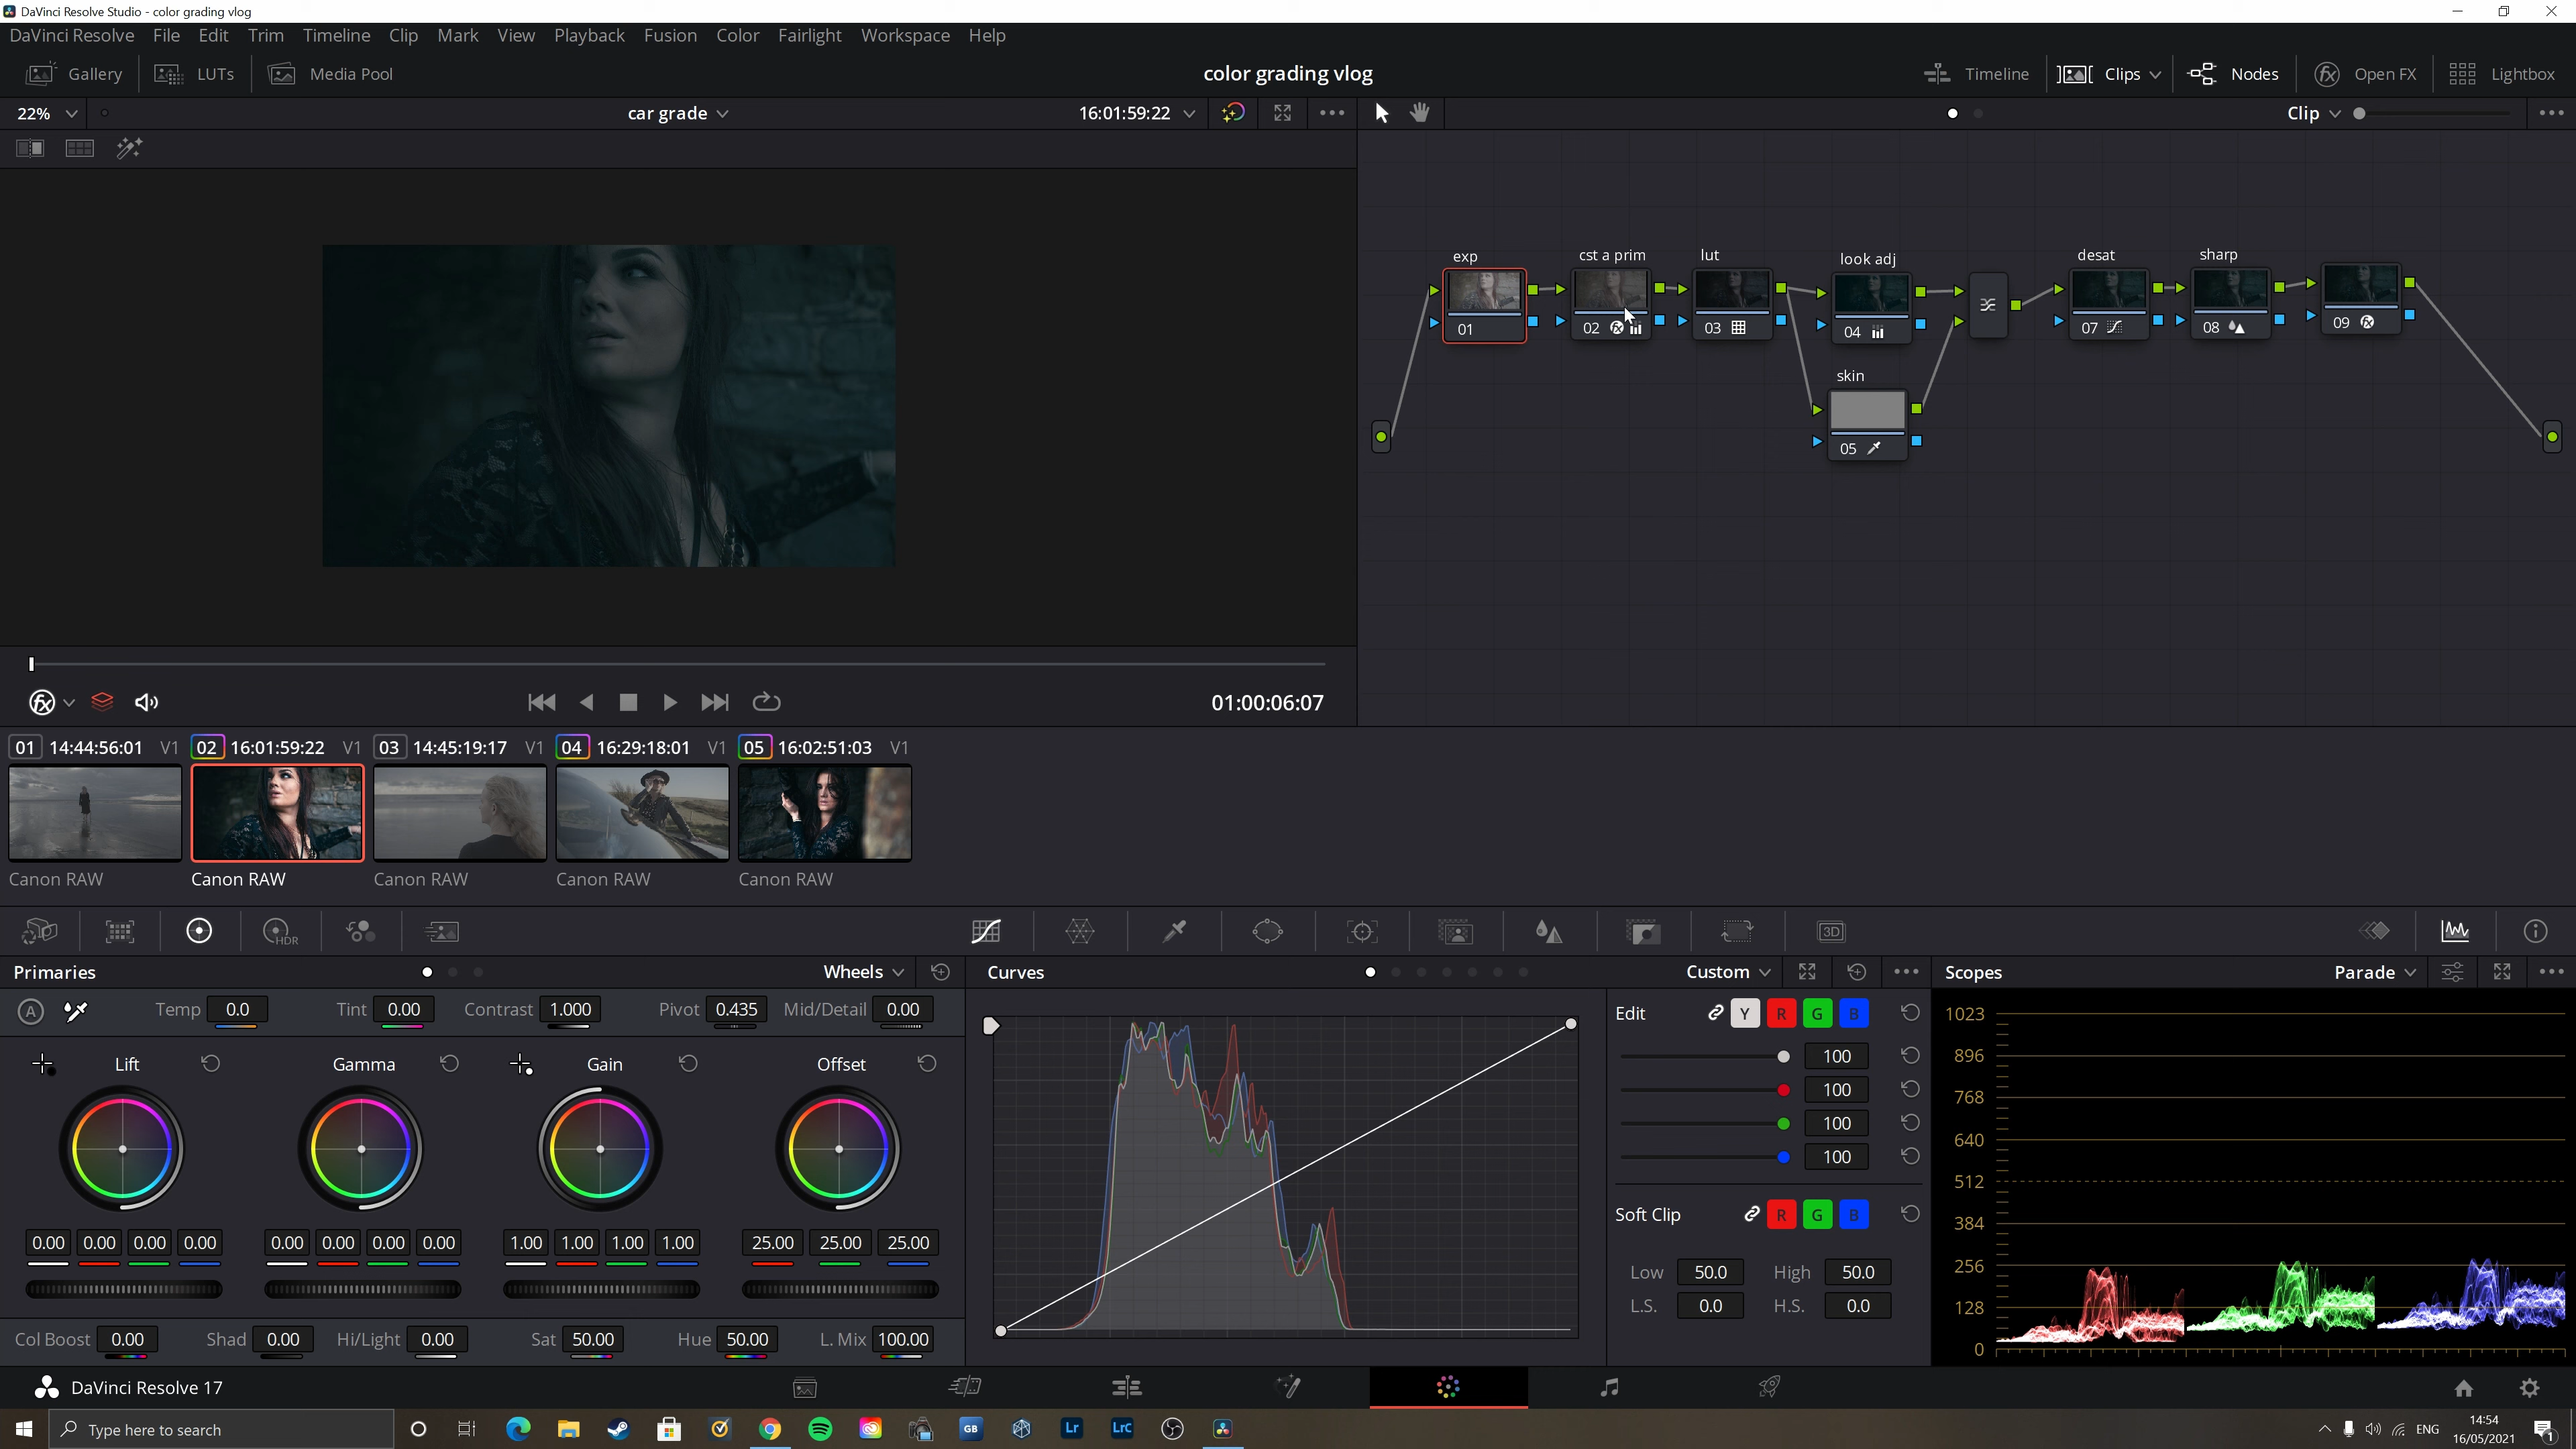 DaVinci Resolve Studio - color grading vlog
DaVinci Resolve File Edit Trim Timeline Clip Mark View Playback Fusion Color Fairlight Workspace Help
Gallery LUTs Media Pool color grading vlog Timeline Clips Nodes Open FX Lightbox
22% car grade 16:01:59:22 Clip
exp cst a prim lut look adj desat sharp
01 02 03 04 07 08 09
skin
05
01:00:06:07
01 14:44:56:01 V1 02 16:01:59:22 V1 03 14:45:19:17 V1 04 16:29:18:01 V1 05 16:02:51:03 V1
Canon RAW Canon RAW Canon RAW Canon RAW Canon RAW
HDR 3D
Primaries Wheels Curves Custom Scopes Parade
A Temp 0.0 Tint 0.00 Contrast 1.000 Pivot 0.435 Mid/Detail 0.00
Edit Y R G B
Lift Gamma Gain Offset
100
100
100
100
Soft Clip R G B
0.00 0.00 0.00 0.00 0.00 0.00 0.00 0.00 1.00 1.00 1.00 1.00 25.00 25.00 25.00
Low 50.0 High 50.0
L.S. 0.0 H.S. 0.0
Col Boost 0.00 Shad 0.00 Hi/Light 0.00 Sat 50.00 Hue 50.00 L. Mix 100.00
1023
896
768
640
512
384
256
128
0
DaVinci Resolve 17
Type here to search GB Lr LrC ENG 14:54
16/05/2021 1